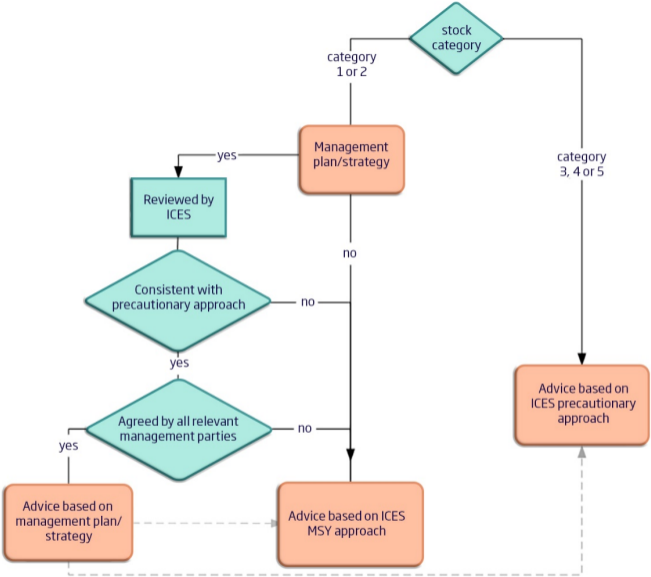 stock
category
category
1 or 2
Management
plan/strategy
yes
category
3, 4 or 5
Reviewed by
ICES
no
Consistent with
precautionary approach
no
yes
Advice based on
ICES precautionary
approach
Agreed by all relevant
management parties
no
yes
Advice based on
management plan/
strategy
Advice based on ICES
MSY approach